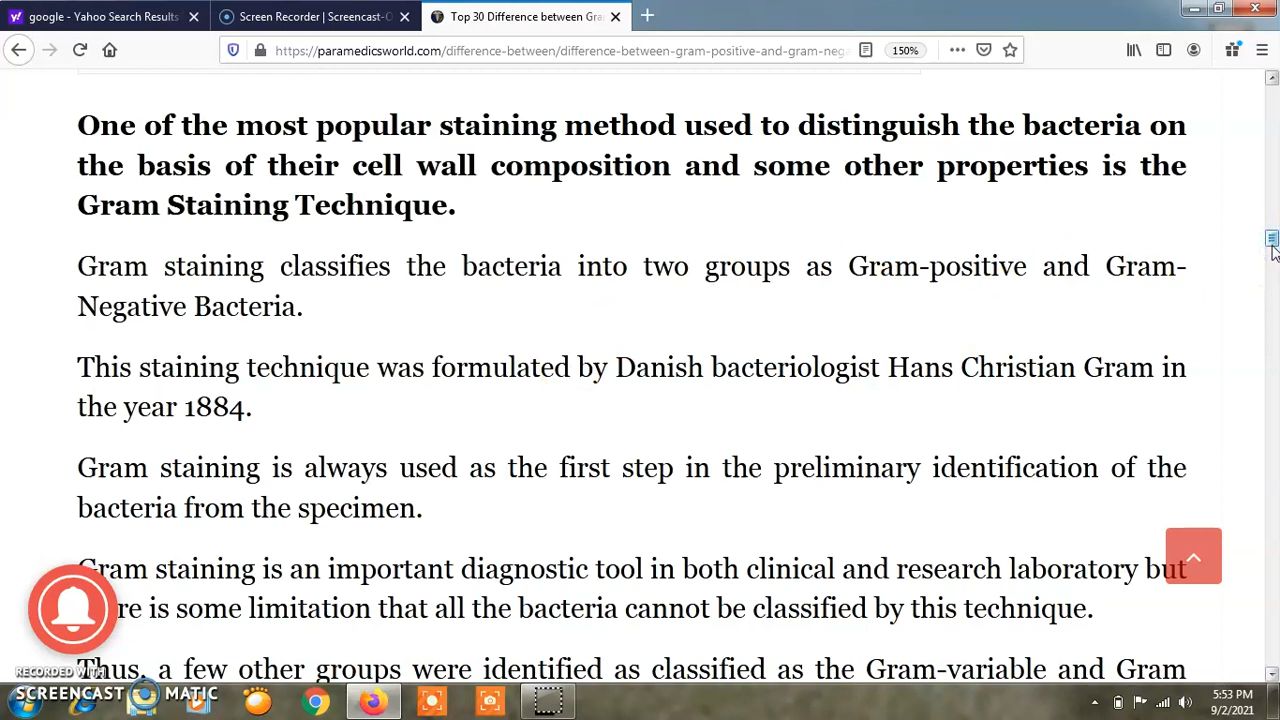 google - Yahoo Search Results
Screen Recorder | Screencast-O
Top 30 Difference between Gra
https://paramedicsworld.com/difference-between/difference-between-gram-positive-and-gram-neg
150%
One of the most popular staining method used to distinguish the bacteria on
the basis of their cell wall composition and some other properties is the
Gram Staining Technique.
Gram staining classifies the bacteria into two groups as Gram-positive and Gram-
Negative Bacteria.
This staining technique was formulated by Danish bacteriologist Hans Christian Gram in
the year 1884.
Gram staining is always used as the first step in the preliminary identification of the
bacteria from the specimen.
Gram staining is an important diagnostic tool in both clinical and research laboratory but
re is some limitation that all the bacteria cannot be classified by this technique.
Thus, a few other groups were identified as classified as the Gram-variable and Gram
RECORDED WITH
SCREENCAST MATIC
5:53 PM
9/2/2021